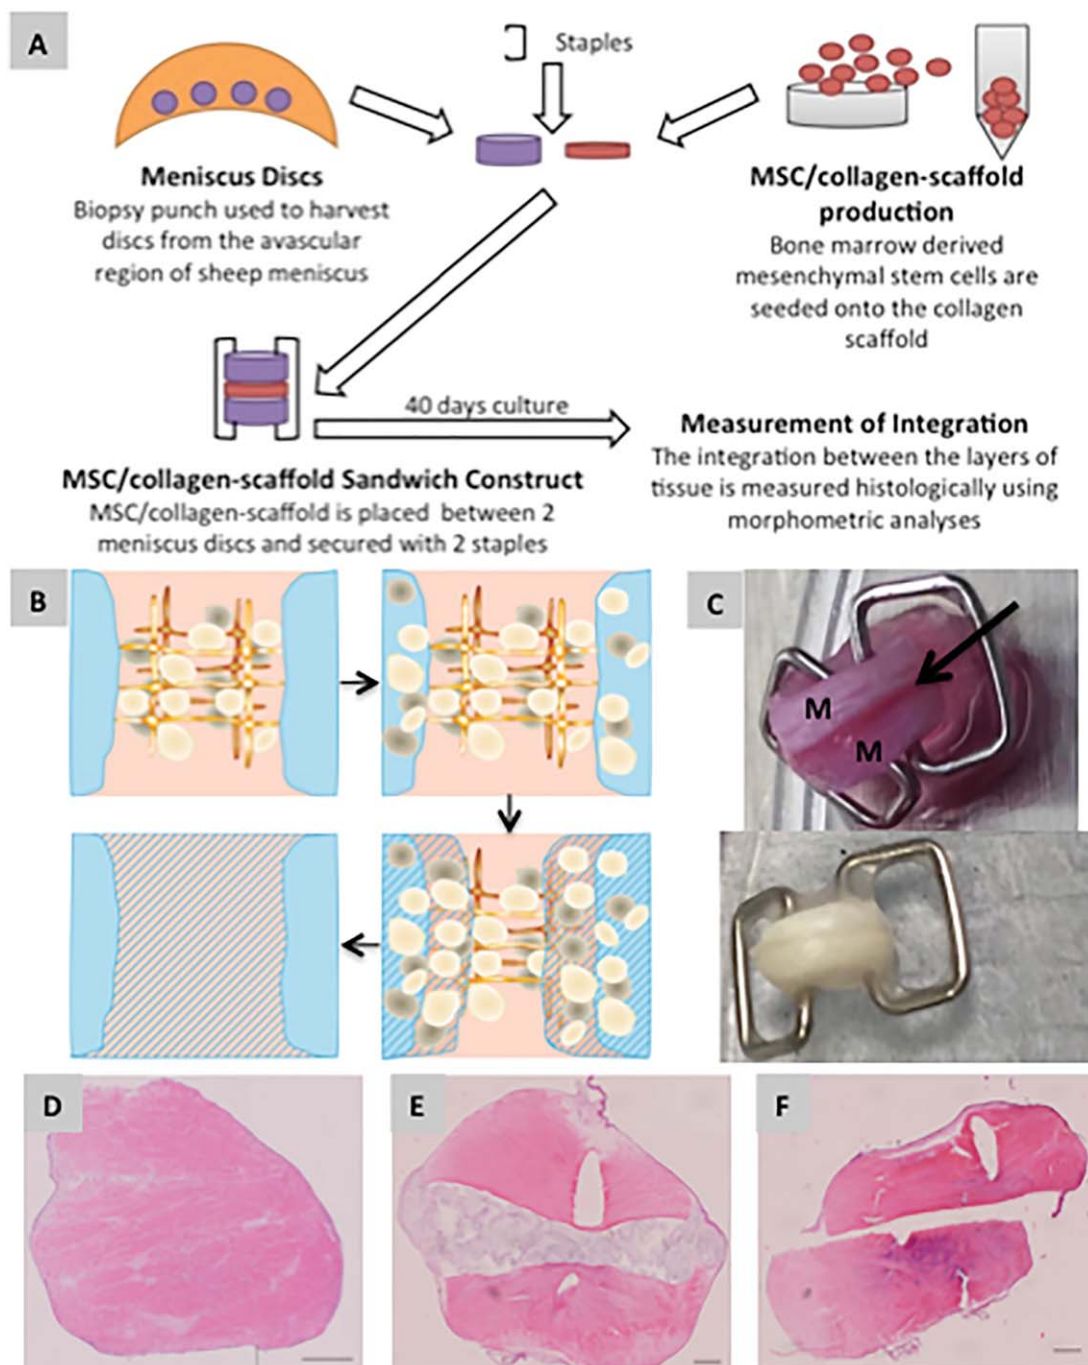 A
Staples
Meniscus Discs
Biopsy punch used to harvest
discs from the avascular
region of sheep meniscus
MSC/collagen-scaffold
production
Bone marrow derived
mesenchymal stem cells are
seeded onto the collagen
scaffold
40 days culture
MSC/collagen-scaffold Sandwich Construct
MSC/collagen-scaffold is placed between 2
meniscus discs and secured with 2 staples
Measurement of Integration
The integration between the layers of
tissue is measured histologically using
morphometric analyses
B
C
M
M
D
E
F